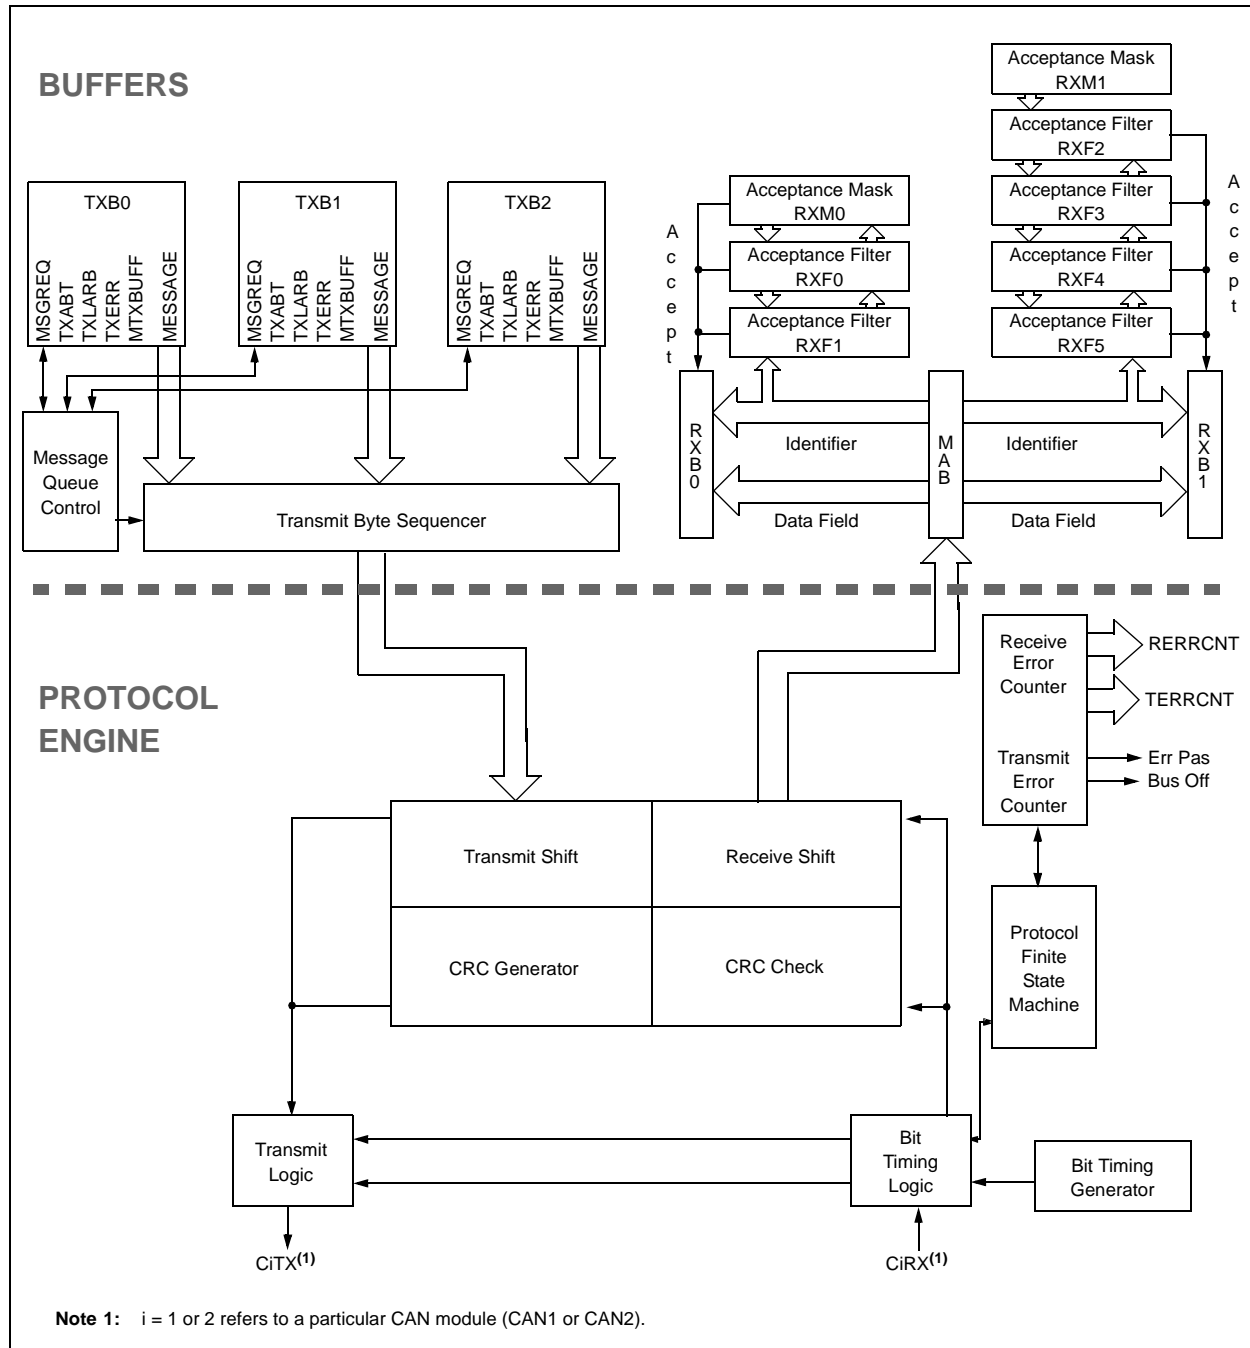 BUFFERS
Acceptance Mask
RXM1
Acceptance Filter
RXF2
Acceptance Filter
RXF3
Acceptance Filter
RXF4
Acceptance Filter
RXF5
Accept
Acceptance Mask
RXM0
Acceptance Filter
RXF0
Acceptance Filter
RXF1
Accept
TXB0
MSGREQ
TXABT
TXLARB
TXERR
MTXBUFF
MESSAGE
TXB1
MSGREQ
TXABT
TXLARB
TXERR
MTXBUFF
MESSAGE
TXB2
MSGREQ
TXABT
TXLARB
TXERR
MTXBUFF
MESSAGE
Message
Queue
Control
Transmit Byte Sequencer
RXB0
Identifier
Data Field
MAB
Identifier
Data Field
RXB1
PROTOCOL
ENGINE
Receive
Error
Counter
RERRCNT
TERRCNT
Transmit
Error
Counter
Err Pas
Bus Off
Transmit Shift
Receive Shift
CRC Generator
CRC Check
Protocol
Finite
State
Machine
Transmit
Logic
Bit
Timing
Logic
Bit Timing
Generator
CiTX(1)
CiRX(1)
Note 1: i = 1 or 2 refers to a particular CAN module (CAN1 or CAN2).